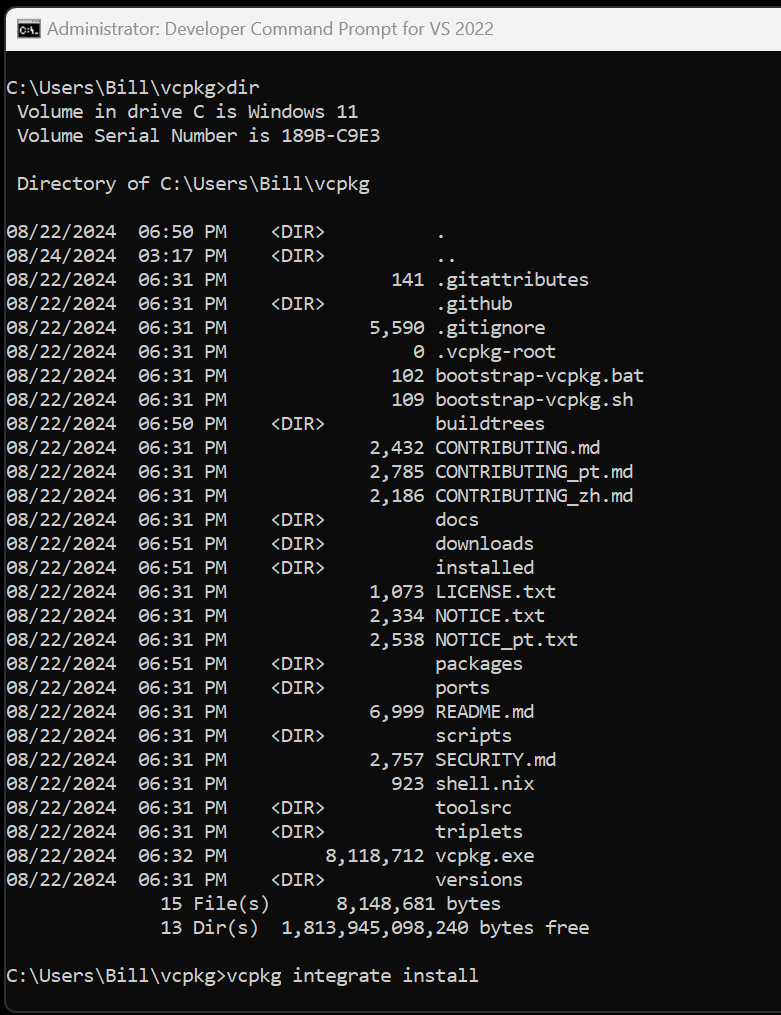 Administrator: Developer Command Prompt for VS 2022
C:\Users\Bill\vcpkg>dir
 Volume in drive C is Windows 11
 Volume Serial Number is 189B-C9E3
 Directory of C:\Users\Bill\vcpkg
08/22/2024  06:50 PM    <DIR>          .
08/24/2024  03:17 PM    <DIR>          ..
08/22/2024  06:31 PM               141 .gitattributes
08/22/2024  06:31 PM    <DIR>          .github
08/22/2024  06:31 PM             5,590 .gitignore
08/22/2024  06:31 PM                 0 .vcpkg-root
08/22/2024  06:31 PM               102 bootstrap-vcpkg.bat
08/22/2024  06:31 PM               109 bootstrap-vcpkg.sh
08/22/2024  06:50 PM    <DIR>          buildtrees
08/22/2024  06:31 PM             2,432 CONTRIBUTING.md
08/22/2024  06:31 PM             2,785 CONTRIBUTING_pt.md
08/22/2024  06:31 PM             2,186 CONTRIBUTING_zh.md
08/22/2024  06:31 PM    <DIR>          docs
08/22/2024  06:51 PM    <DIR>          downloads
08/22/2024  06:51 PM    <DIR>          installed
08/22/2024  06:31 PM             1,073 LICENSE.txt
08/22/2024  06:31 PM             2,334 NOTICE.txt
08/22/2024  06:31 PM             2,538 NOTICE_pt.txt
08/22/2024  06:51 PM    <DIR>          packages
08/22/2024  06:31 PM    <DIR>          ports
08/22/2024  06:31 PM             6,999 README.md
08/22/2024  06:31 PM    <DIR>          scripts
08/22/2024  06:31 PM             2,757 SECURITY.md
08/22/2024  06:31 PM               923 shell.nix
08/22/2024  06:31 PM    <DIR>          toolsrc
08/22/2024  06:31 PM    <DIR>          triplets
08/22/2024  06:32 PM         8,118,712 vcpkg.exe
08/22/2024  06:31 PM    <DIR>          versions
              15 File(s)      8,148,681 bytes
              13 Dir(s)  1,813,945,098,240 bytes free
C:\Users\Bill\vcpkg>vcpkg integrate install